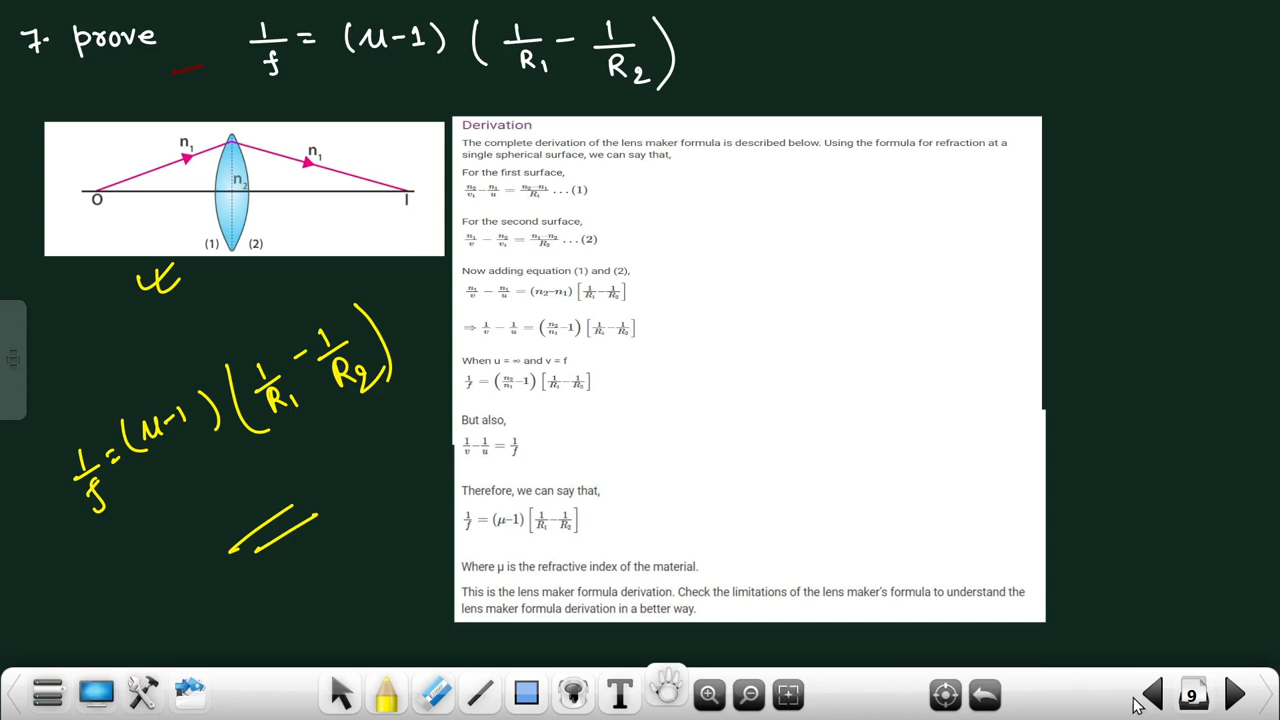 7. prove 1/f = (μ-1) ( 1/R₁ - 1/R₂ )
n₁
n₁
n₂
O
I
(1) (2)
1/f = (μ-1) ( 1/R₁ - 1/R₂ )
Derivation
The complete derivation of the lens maker formula is described below. Using the formula for refraction at a
single spherical surface, we can say that,
For the first surface,
n₂/v₁ – n₁/u = n₂–n₁/R₁ ...(1)
For the second surface,
n₁/v – n₂/v₁ = n₁–n₂/R₂ ...(2)
Now adding equation (1) and (2),
n₁/v – n₁/u = (n₂–n₁) [1/R₁ – 1/R₂]
⇒ 1/v – 1/u = (n₂/n₁ –1) [1/R₁ – 1/R₂]
When u = ∞ and v = f
1/f = (n₂/n₁ –1) [1/R₁ – 1/R₂]
But also,
1/v – 1/u = 1/f
Therefore, we can say that,
1/f = (μ–1) [1/R₁ – 1/R₂]
Where μ is the refractive index of the material.
This is the lens maker formula derivation. Check the limitations of the lens maker's formula to understand the
lens maker formula derivation in a better way.
T
9